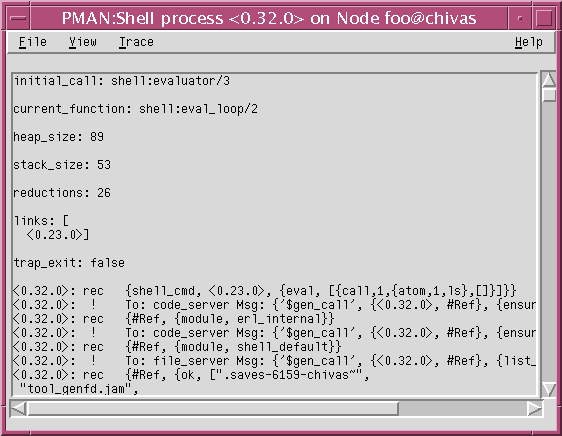 PMAN:Shell process <0.32.0> on Node foo@chivas
File View Trace Help
initial_call: shell:evaluator/3
current_function: shell:eval_loop/2
heap_size: 89
stack_size: 53
reductions: 26
links: [
<0.23.0>]
trap_exit: false
<0.32.0>: rec {shell_cmd, <0.23.0>, {eval, [{call,1,{atom,1,ls},[]}]}}
<0.32.0>: ! To: code_server Msg: {'$gen_call', {<0.32.0>, #Ref}, {ensur
<0.32.0>: rec {#Ref, {module, erl_internal}}
<0.32.0>: ! To: code_server Msg: {'$gen_call', {<0.32.0>, #Ref}, {ensur
<0.32.0>: rec {#Ref, {module, shell_default}}
<0.32.0>: ! To: file_server Msg: {'$gen_call', {<0.32.0>, #Ref}, {list_
<0.32.0>: rec {#Ref, {ok, [".saves-6159-chivas~",
"tool_genfd.jam",